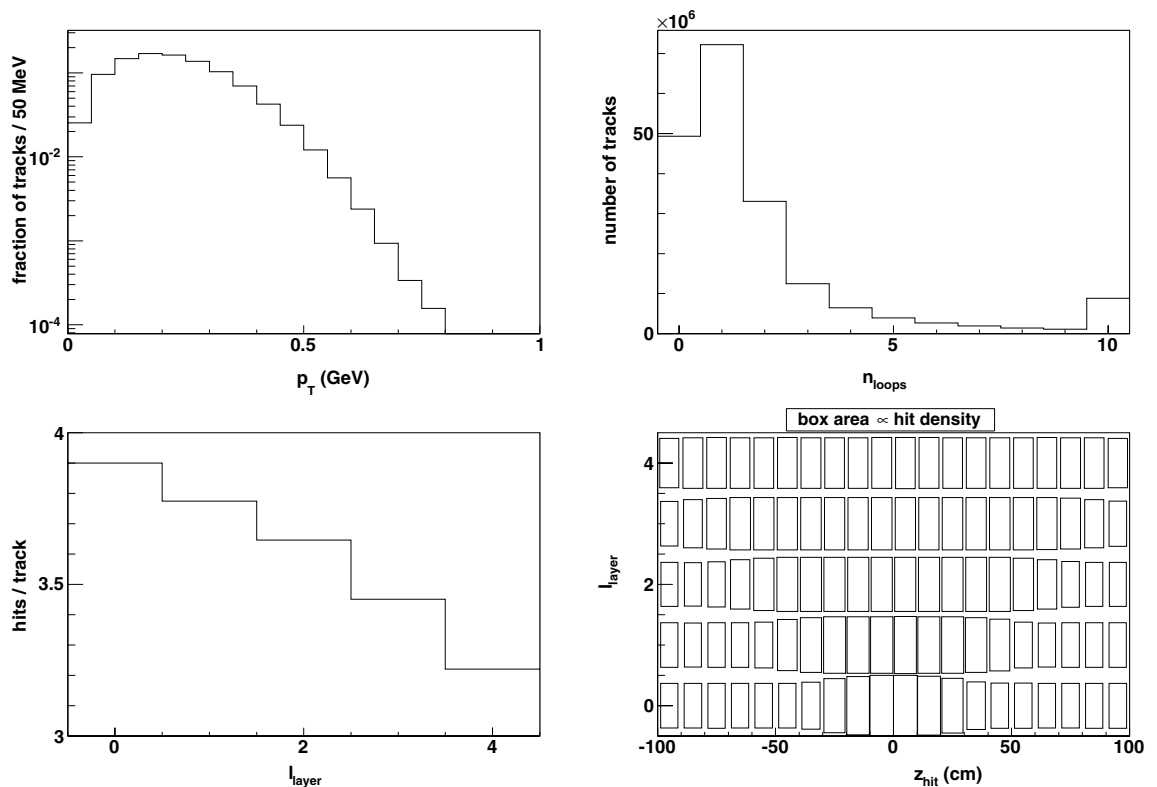 fraction of tracks / 50 MeV
10^-2
10^-4
0 0.5 1
p_T (GeV)
×10^6
number of tracks
50
0
0 5 10
n_loops
hits / track
4
3.5
3
0 2 4
l_layer
box area ∝ hit density
l_layer
4
2
0
-100 -50 0 50 100
z_hit (cm)